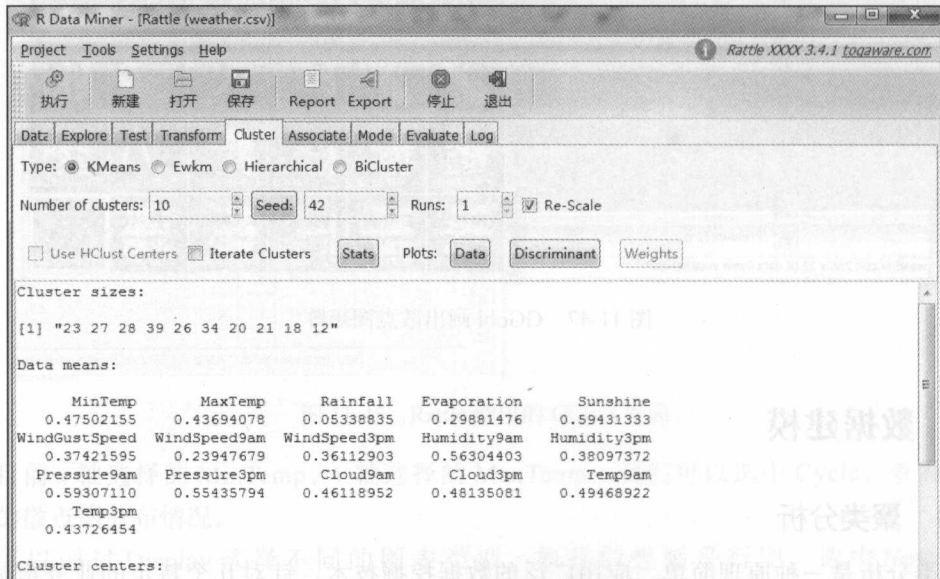 R Data Miner - [Rattle (weather.csv)]
Project Tools Settings Help
Rattle XXXX 3.4.1 togaware.com
执行 新建 打开 保存 Report Export 停止 退出
Data Explore Test Transform Cluster Associate Mode Evaluate Log
Type: KMeans Ewkm Hierarchical BiCluster
Number of clusters: 10 Seed: 42 Runs: 1 Re-Scale
Use HClust Centers Iterate Clusters Stats Plots: Data Discriminant Weights
Cluster sizes:
[1] "23 27 28 39 26 34 20 21 18 12"
Data means:
MinTemp MaxTemp Rainfall Evaporation Sunshine
0.47502155 0.43694078 0.05338835 0.29881476 0.59431333
WindGustSpeed WindSpeed9am WindSpeed3pm Humidity9am Humidity3pm
0.37421595 0.23947679 0.36112903 0.56304403 0.38097372
Pressure9am Pressure3pm Cloud9am Cloud3pm Temp9am
0.59307110 0.55435794 0.46118952 0.48135081 0.49468922
Temp3pm
0.43726454
Cluster centers: